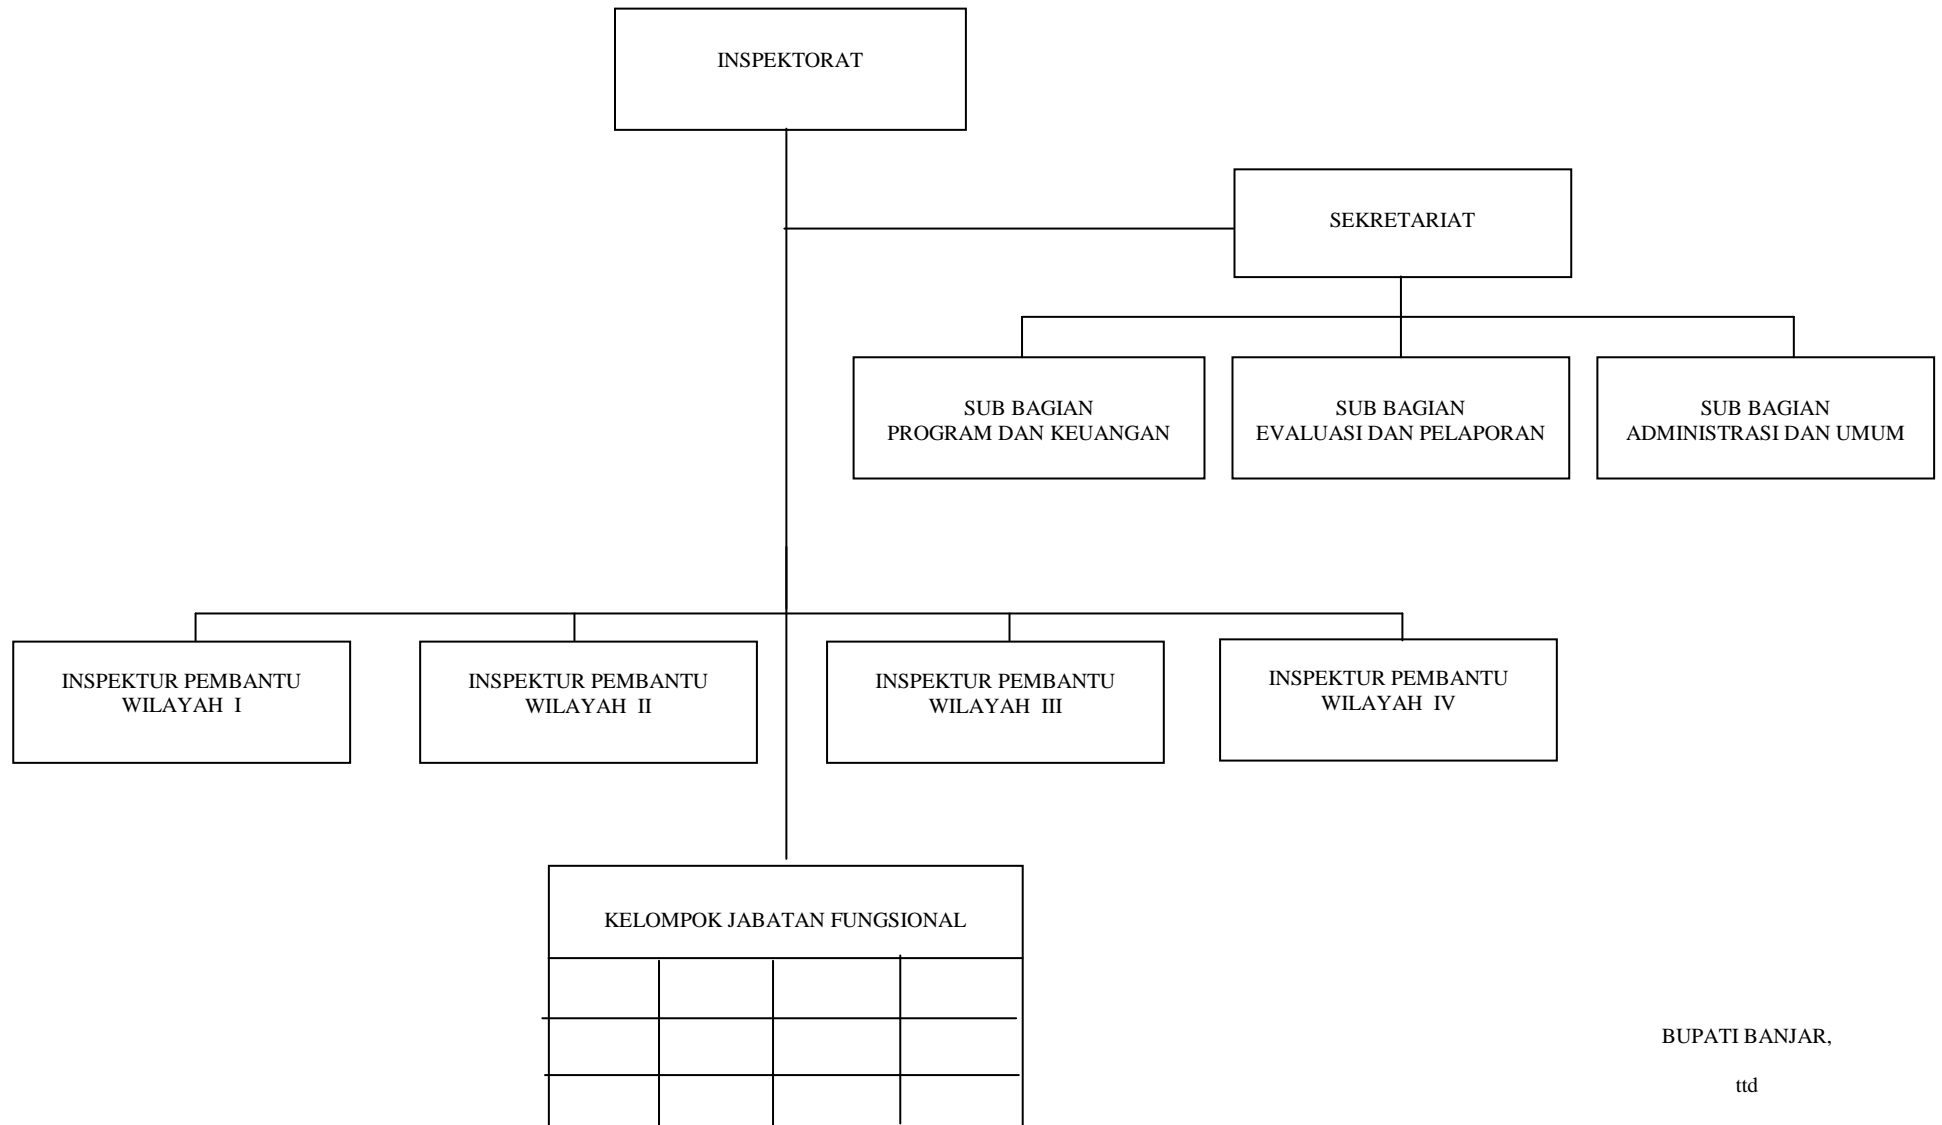 INSPEKTORAT
SEKRETARIAT
SUB BAGIAN
PROGRAM DAN KEUANGAN
SUB BAGIAN
EVALUASI DAN PELAPORAN
SUB BAGIAN
ADMINISTRASI DAN UMUM
INSPEKTUR PEMBANTU
WILAYAH I
INSPEKTUR PEMBANTU
WILAYAH II
INSPEKTUR PEMBANTU
WILAYAH III
INSPEKTUR PEMBANTU
WILAYAH IV
KELOMPOK JABATAN FUNGSIONAL
BUPATI BANJAR,
ttd